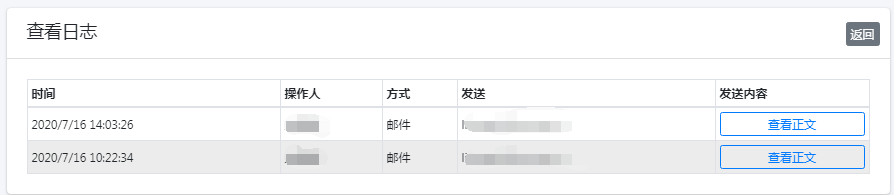 查看日志
返回
时间 操作人 方式 发送 发送内容
2020/7/16 14:03:26 邮件 查看正文
2020/7/16 10:22:34 邮件 查看正文